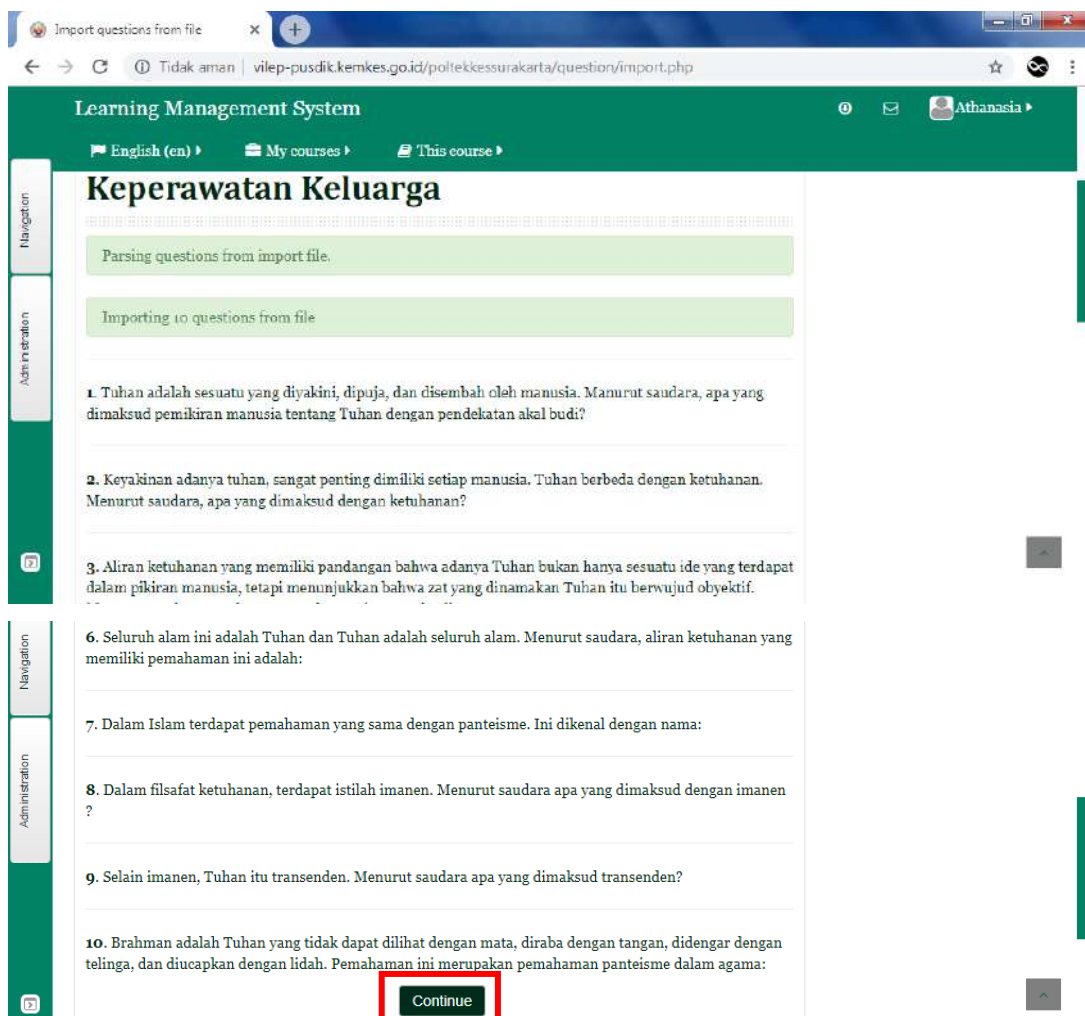 Import questions from file
Tidak aman | vilep-pusdik.kemkes.go.id/poltekkessurakarta/question/import.php
Learning Management System
Athanasia
English (en)
My courses
This course
Navigation
Administration
Keperawatan Keluarga
Parsing questions from import file.
Importing 10 questions from file
1. Tuhan adalah sesuatu yang diyakini, dipuja, dan disembah oleh manusia. Manurut saudara, apa yang
dimaksud pemikiran manusia tentang Tuhan dengan pendekatan akal budi?
2. Keyakinan adanya tuhan, sangat penting dimiliki setiap manusia. Tuhan berbeda dengan ketuhanan.
Menurut saudara, apa yang dimaksud dengan ketuhanan?
3. Aliran ketuhanan yang memiliki pandangan bahwa adanya Tuhan bukan hanya sesuatu ide yang terdapat
dalam pikiran manusia, tetapi menunjukkan bahwa zat yang dinamakan Tuhan itu berwujud obyektif.
Navigation
Administration
6. Seluruh alam ini adalah Tuhan dan Tuhan adalah seluruh alam. Menurut saudara, aliran ketuhanan yang
memiliki pemahaman ini adalah:
7. Dalam Islam terdapat pemahaman yang sama dengan panteisme. Ini dikenal dengan nama:
8. Dalam filsafat ketuhanan, terdapat istilah imanen. Menurut saudara apa yang dimaksud dengan imanen
?
9. Selain imanen, Tuhan itu transenden. Menurut saudara apa yang dimaksud transenden?
10. Brahman adalah Tuhan yang tidak dapat dilihat dengan mata, diraba dengan tangan, didengar dengan
telinga, dan diucapkan dengan lidah. Pemahaman ini merupakan pemahaman panteisme dalam agama:
Continue